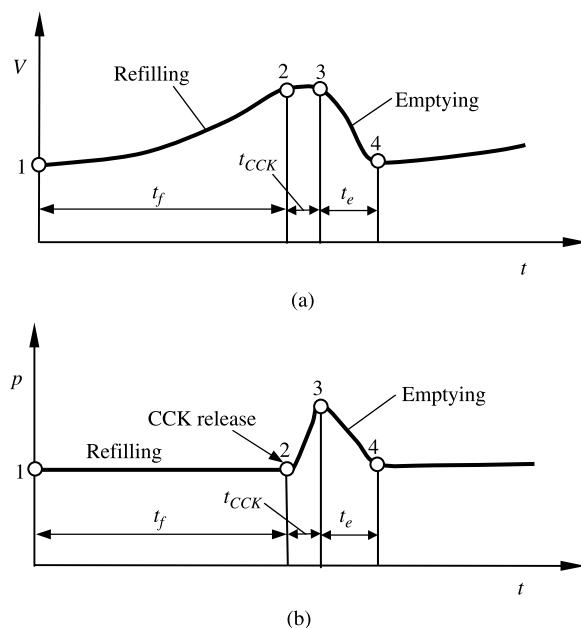 V
Refilling
2
3
Emptying
1
4
t_CCK
t_f
t_e
t
(a)
p
3
Emptying
CCK release
Refilling
2
4
1
t_CCK
t_f
t_e
t
(b)